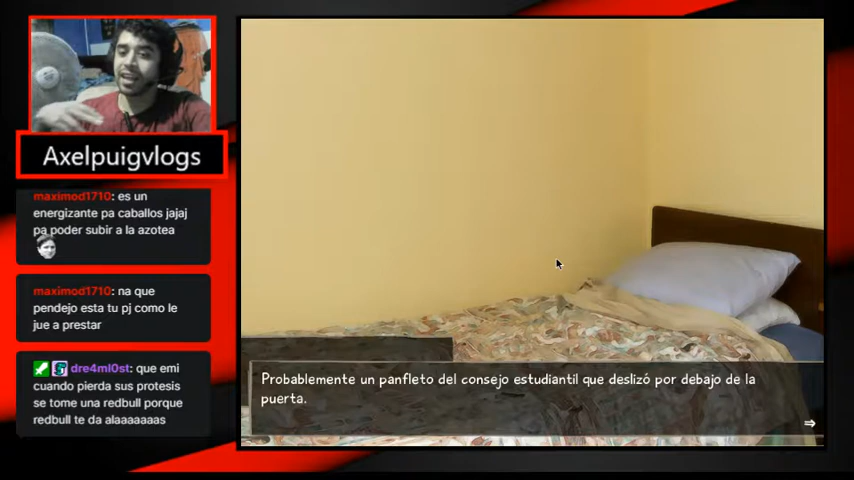 Axelpuigvlogs
maximod1710: es un
energizante pa caballos jajaj
pa poder subir a la azotea
maximod1710: na que
pendejo esta tu pj como le
jue a prestar
dre4ml0st: que emi
cuando pierda sus protesis
se tome una redbull porque
redbull te da alaaaaaas
Probablemente un panfleto del consejo estudiantil que deslizó por debajo de la
puerta.